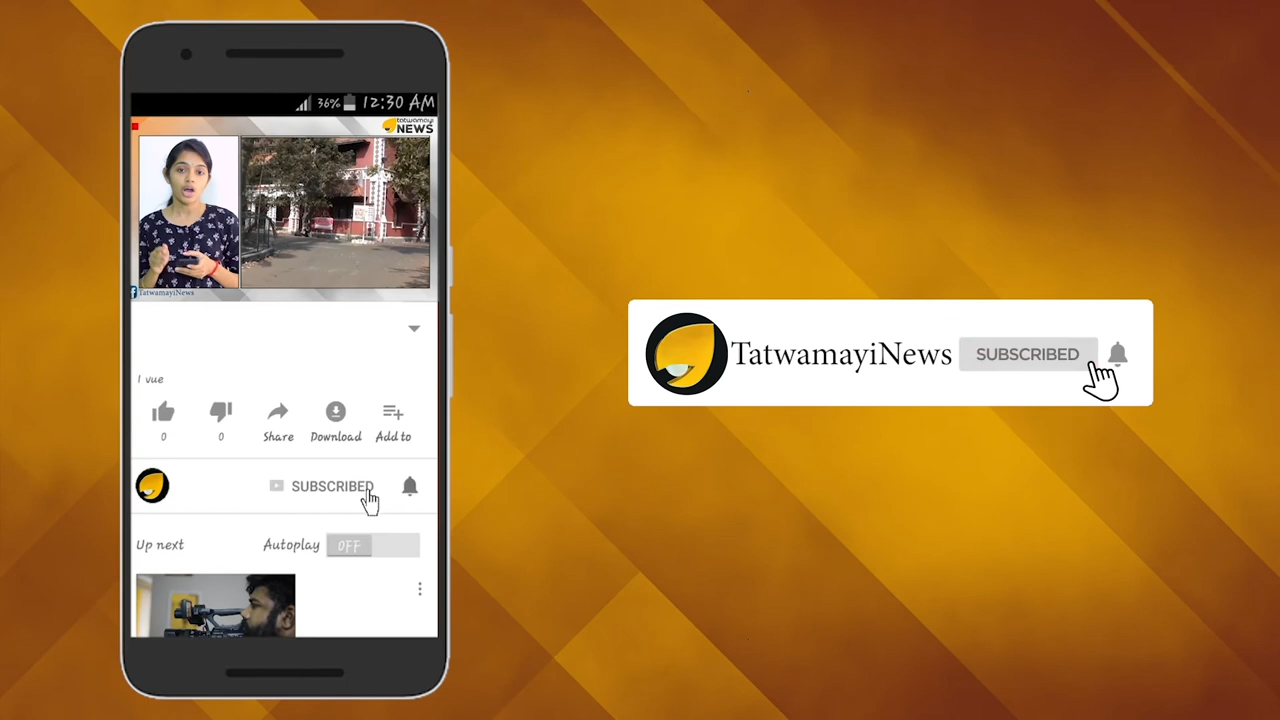 36% 12:30 AM
tatwamayi
NEWS
TatwamayiNews
1 vue
0 0 Share Download Add to
SUBSCRIBED
Up next Autoplay OFF
TatwamayiNews SUBSCRIBED